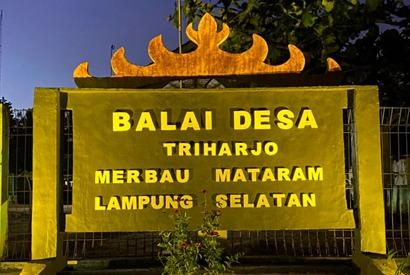 BALAI DESA
TRIHARJO
MERBAU MATARAM
LAMPUNG SELATAN